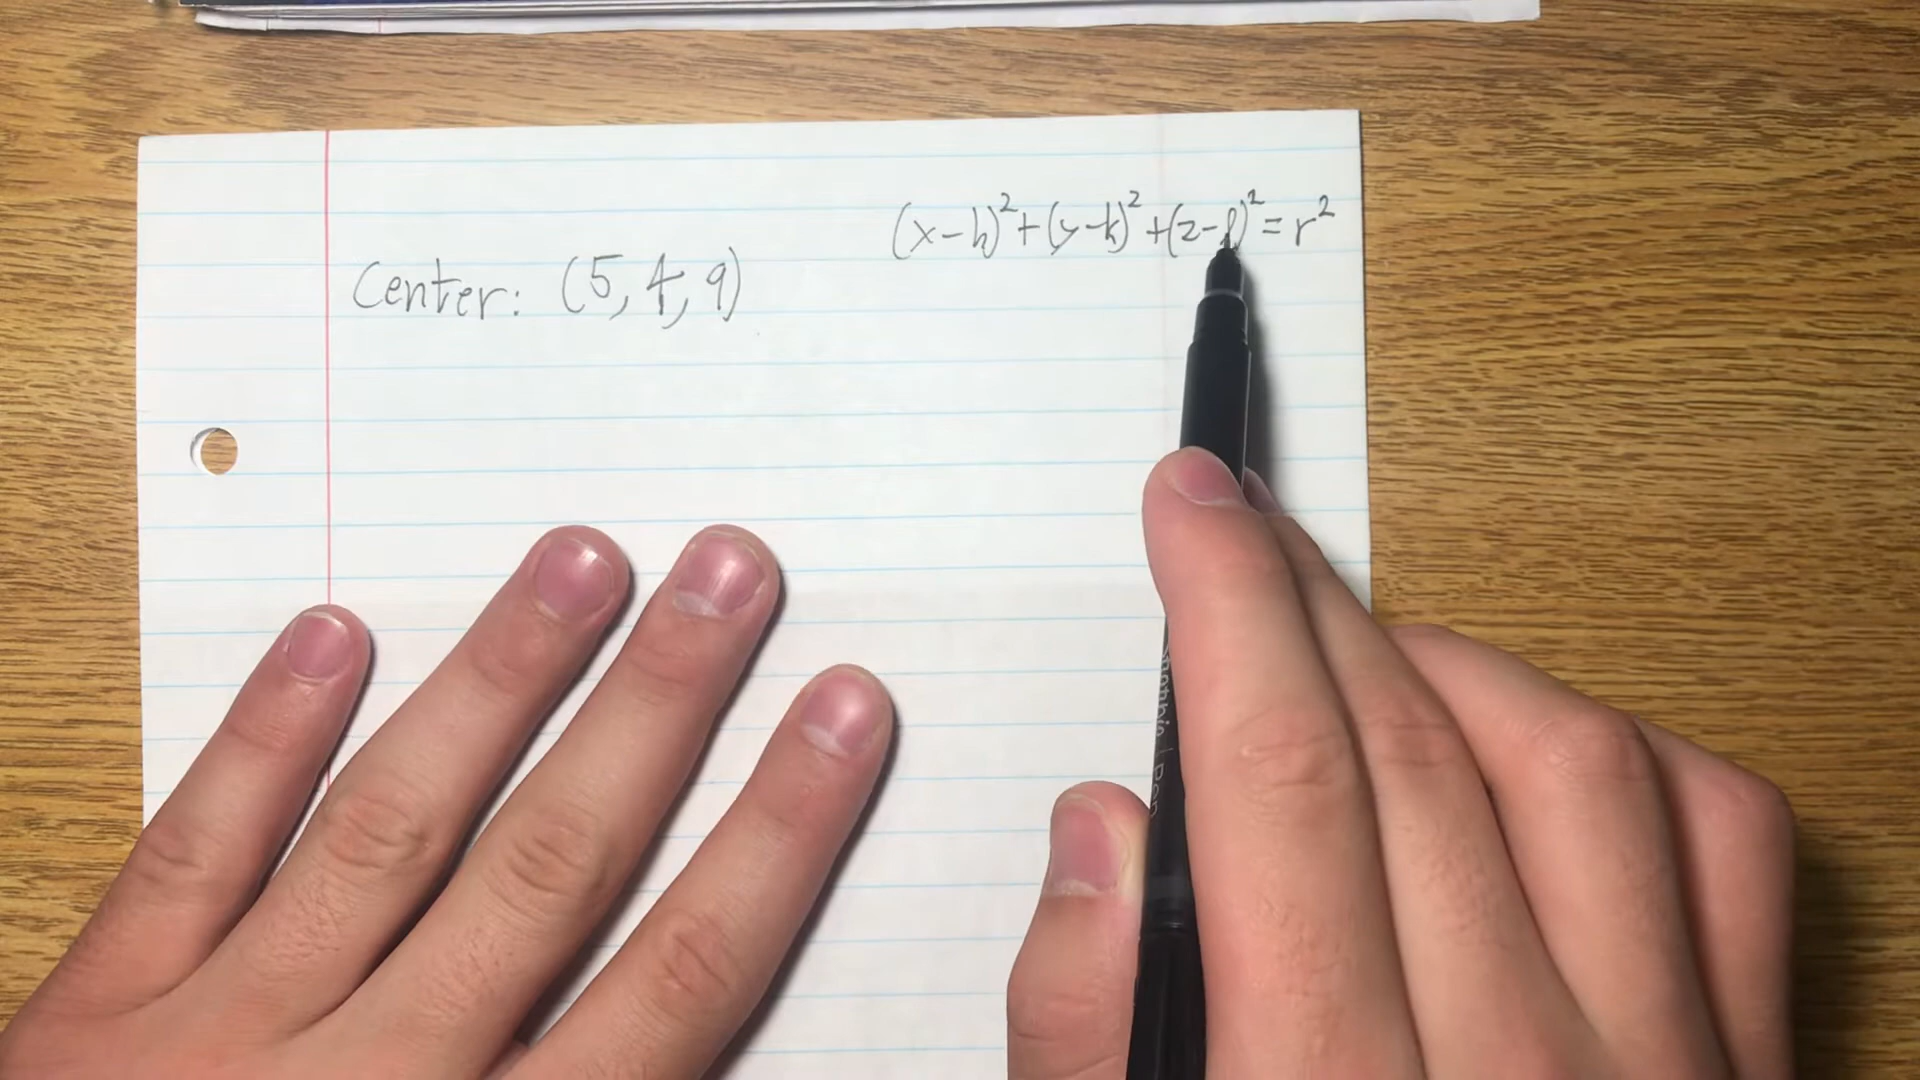 (x-h)²+(y-k)²+(z-l)²=r²
Center: (5, 4, 9)